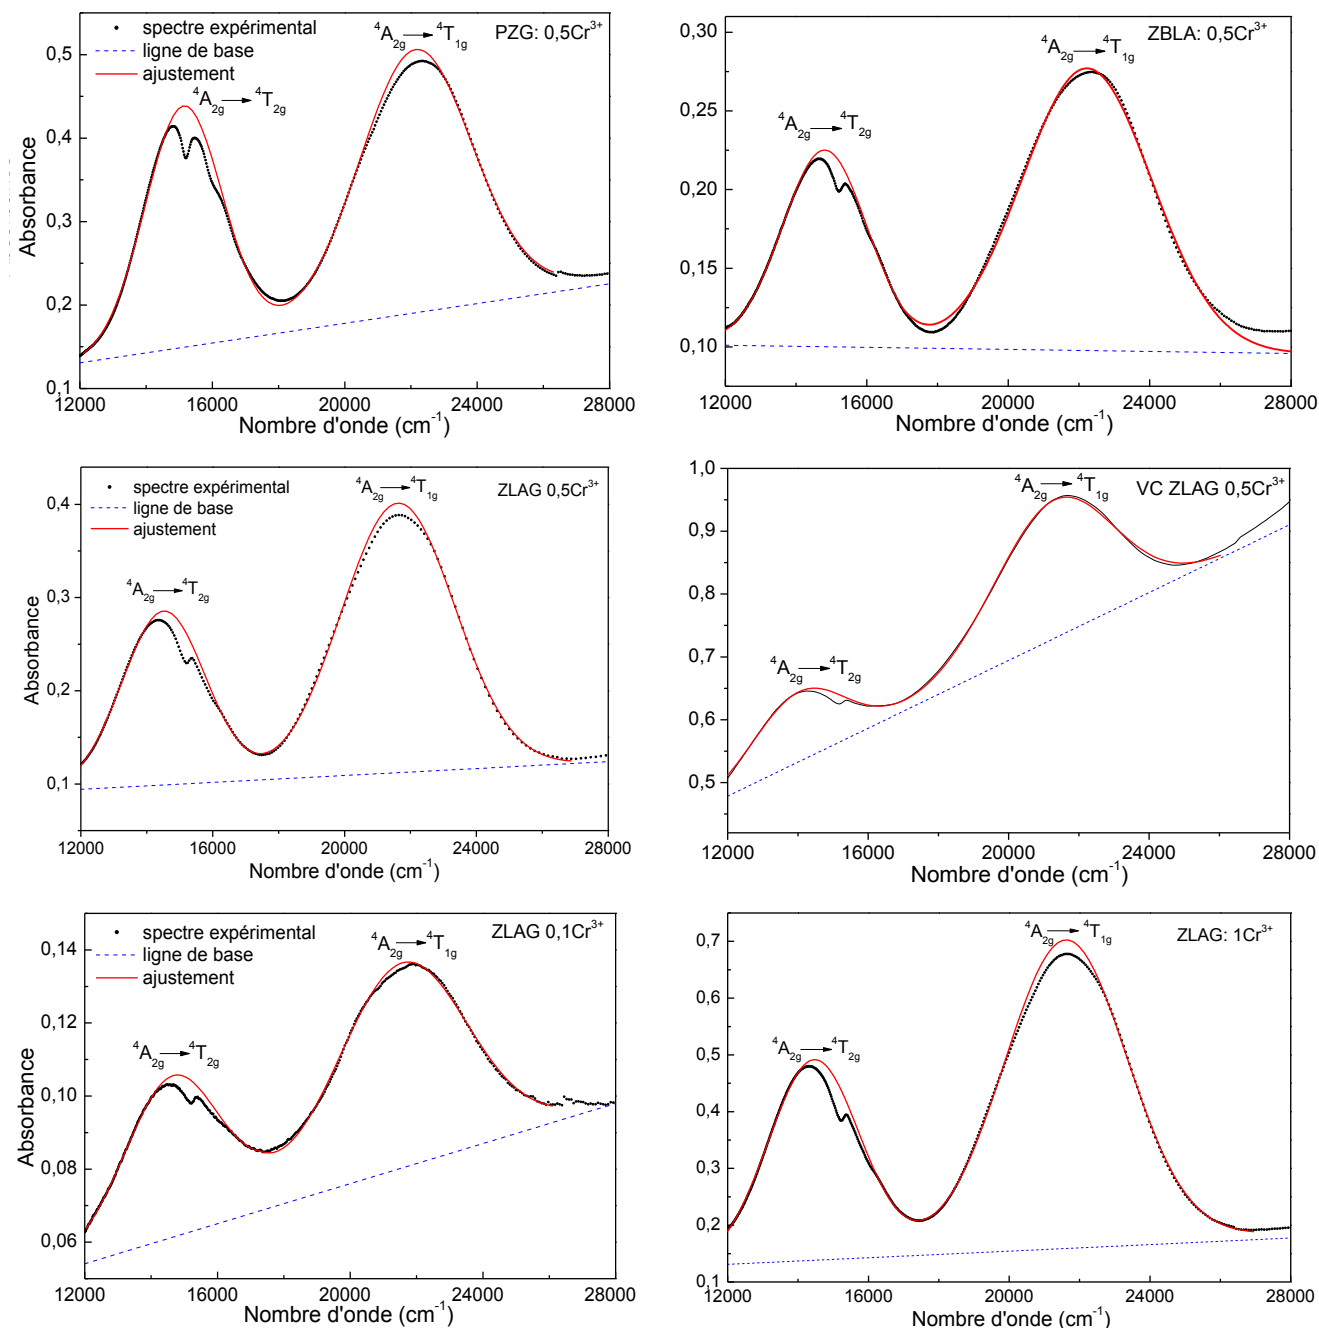 spectre expérimental
ligne de base
ajustement
⁴A₂g → ⁴T₁g
PZG: 0,5Cr³⁺
⁴A₂g → ⁴T₂g
0,5
0,4
0,3
0,2
0,1
Absorbance
12000 16000 20000 24000 28000
Nombre d'onde (cm⁻¹)
ZBLA: 0,5Cr³⁺
⁴A₂g → ⁴T₁g
⁴A₂g → ⁴T₂g
0,30
0,25
0,20
0,15
0,10
12000 16000 20000 24000 28000
Nombre d'onde (cm⁻¹)
spectre expérimental
ligne de base
ajustement
⁴A₂g → ⁴T₁g
ZLAG 0,5Cr³⁺
⁴A₂g → ⁴T₂g
0,4
0,3
0,2
0,1
Absorbance
12000 16000 20000 24000 28000
Nombre d'onde (cm⁻¹)
⁴A₂g → ⁴T₁g
VC ZLAG 0,5Cr³⁺
⁴A₂g → ⁴T₂g
1,0
0,9
0,8
0,7
0,6
0,5
12000 16000 20000 24000 28000
Nombre d'onde (cm⁻¹)
spectre expérimental
ligne de base
ajustement
⁴A₂g → ⁴T₁g
ZLAG 0,1Cr³⁺
⁴A₂g → ⁴T₂g
0,14
0,12
0,10
0,08
0,06
Absorbance
12000 16000 20000 24000 28000
Nombre d'onde (cm⁻¹)
⁴A₂g → ⁴T₁g
ZLAG: 1Cr³⁺
⁴A₂g → ⁴T₂g
0,7
0,6
0,5
0,4
0,3
0,2
0,1
12000 16000 20000 24000 28000
Nombre d'onde (cm⁻¹)